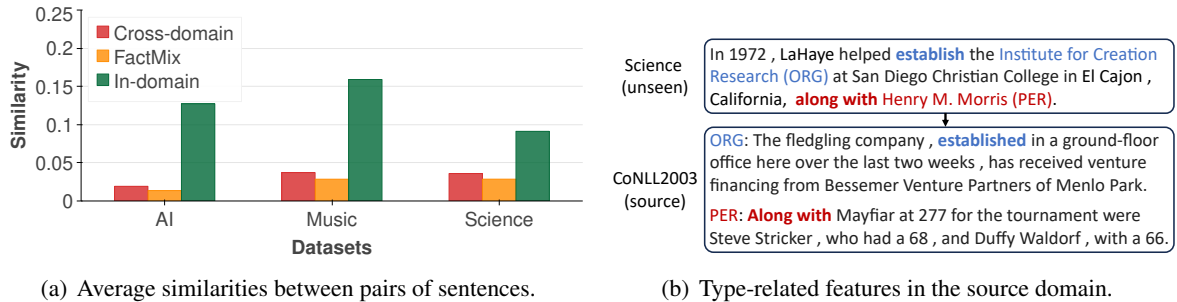 0.25
0.2
0.15
0.1
0.05
0
Similarity
Cross-domain
FactMix
In-domain
AI Music Science
Datasets
(a) Average similarities between pairs of sentences.
Science
(unseen)
In 1972 , LaHaye helped establish the Institute for Creation
Research (ORG) at San Diego Christian College in El Cajon ,
California, along with Henry M. Morris (PER).
CoNLL2003
(source)
ORG: The fledgling company , established in a ground-floor
office here over the last two weeks , has received venture
financing from Bessemer Venture Partners of Menlo Park.
PER: Along with Mayfiar at 277 for the tournament were
Steve Stricker , who had a 68 , and Duffy Waldorf , with a 66.
(b) Type-related features in the source domain.